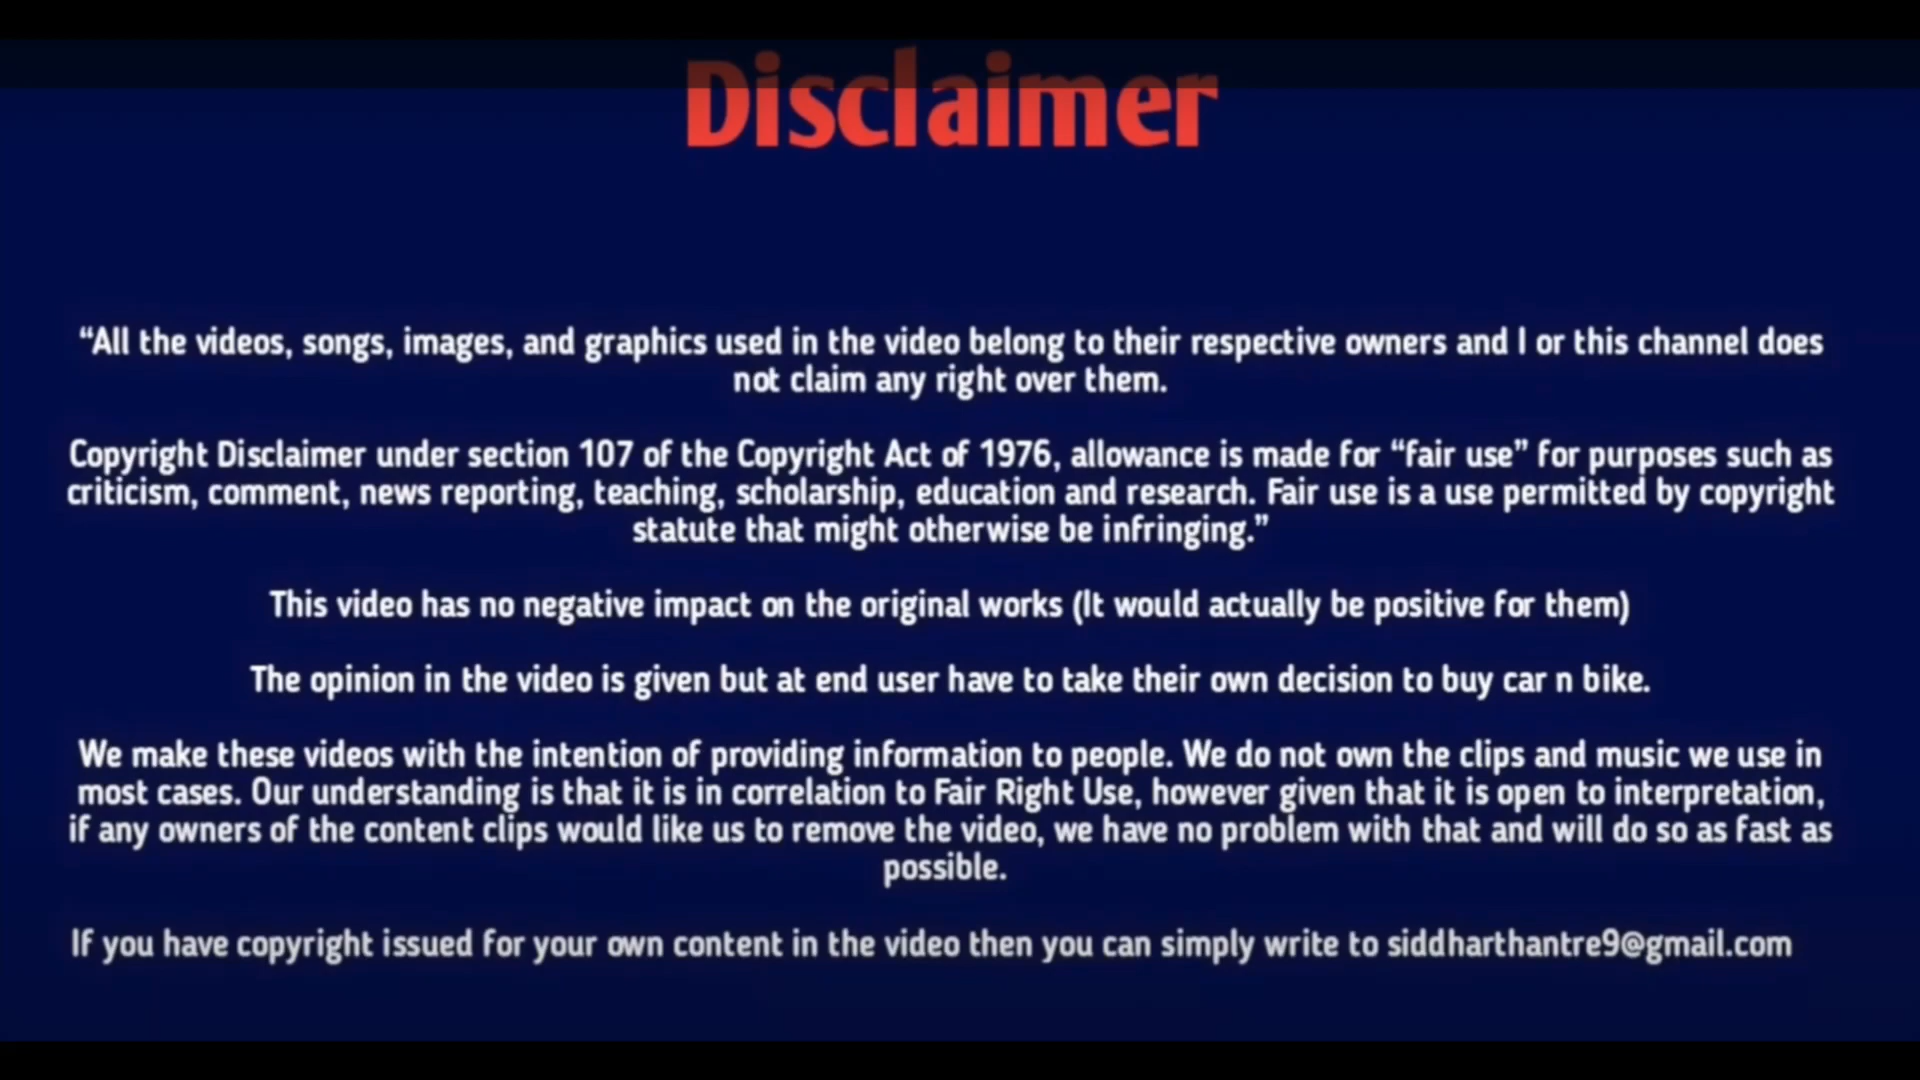 Disclaimer
“All the videos, songs, images, and graphics used in the video belong to their respective owners and I or this channel does
not claim any right over them.
Copyright Disclaimer under section 107 of the Copyright Act of 1976, allowance is made for “fair use” for purposes such as
criticism, comment, news reporting, teaching, scholarship, education and research. Fair use is a use permitted by copyright
statute that might otherwise be infringing.”
This video has no negative impact on the original works (It would actually be positive for them)
The opinion in the video is given but at end user have to take their own decision to buy car n bike.
We make these videos with the intention of providing information to people. We do not own the clips and music we use in
most cases. Our understanding is that it is in correlation to Fair Right Use, however given that it is open to interpretation,
if any owners of the content clips would like us to remove the video, we have no problem with that and will do so as fast as
possible.
If you have copyright issued for your own content in the video then you can simply write to siddharthantre9@gmail.com